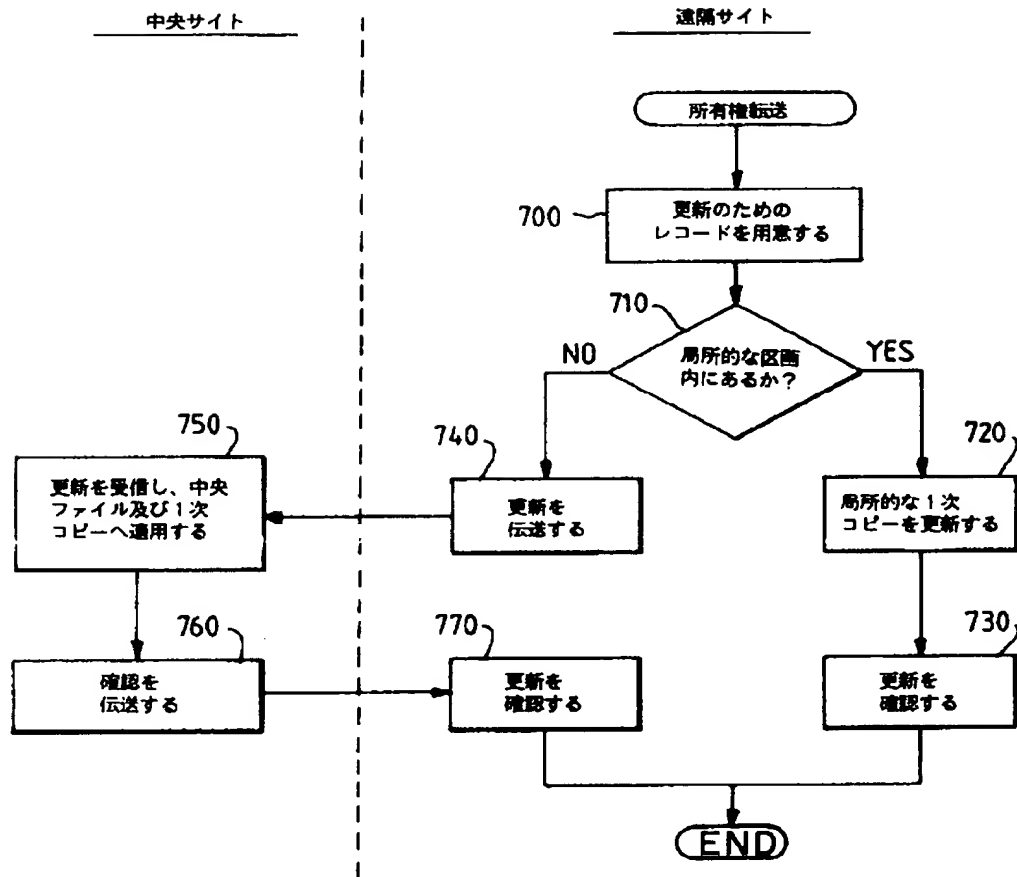 中央サイト
遠隔サイト
所有権転送
700
更新のための
レコードを用意する
710
局所的な区画
内にあるか?
NO
YES
750
更新を受信し、中央
ファイル及び1次
コピーへ適用する
740
更新を
伝送する
720
局所的な1次
コピーを更新する
760
確認を
伝送する
770
更新を
確認する
730
更新を
確認する
END